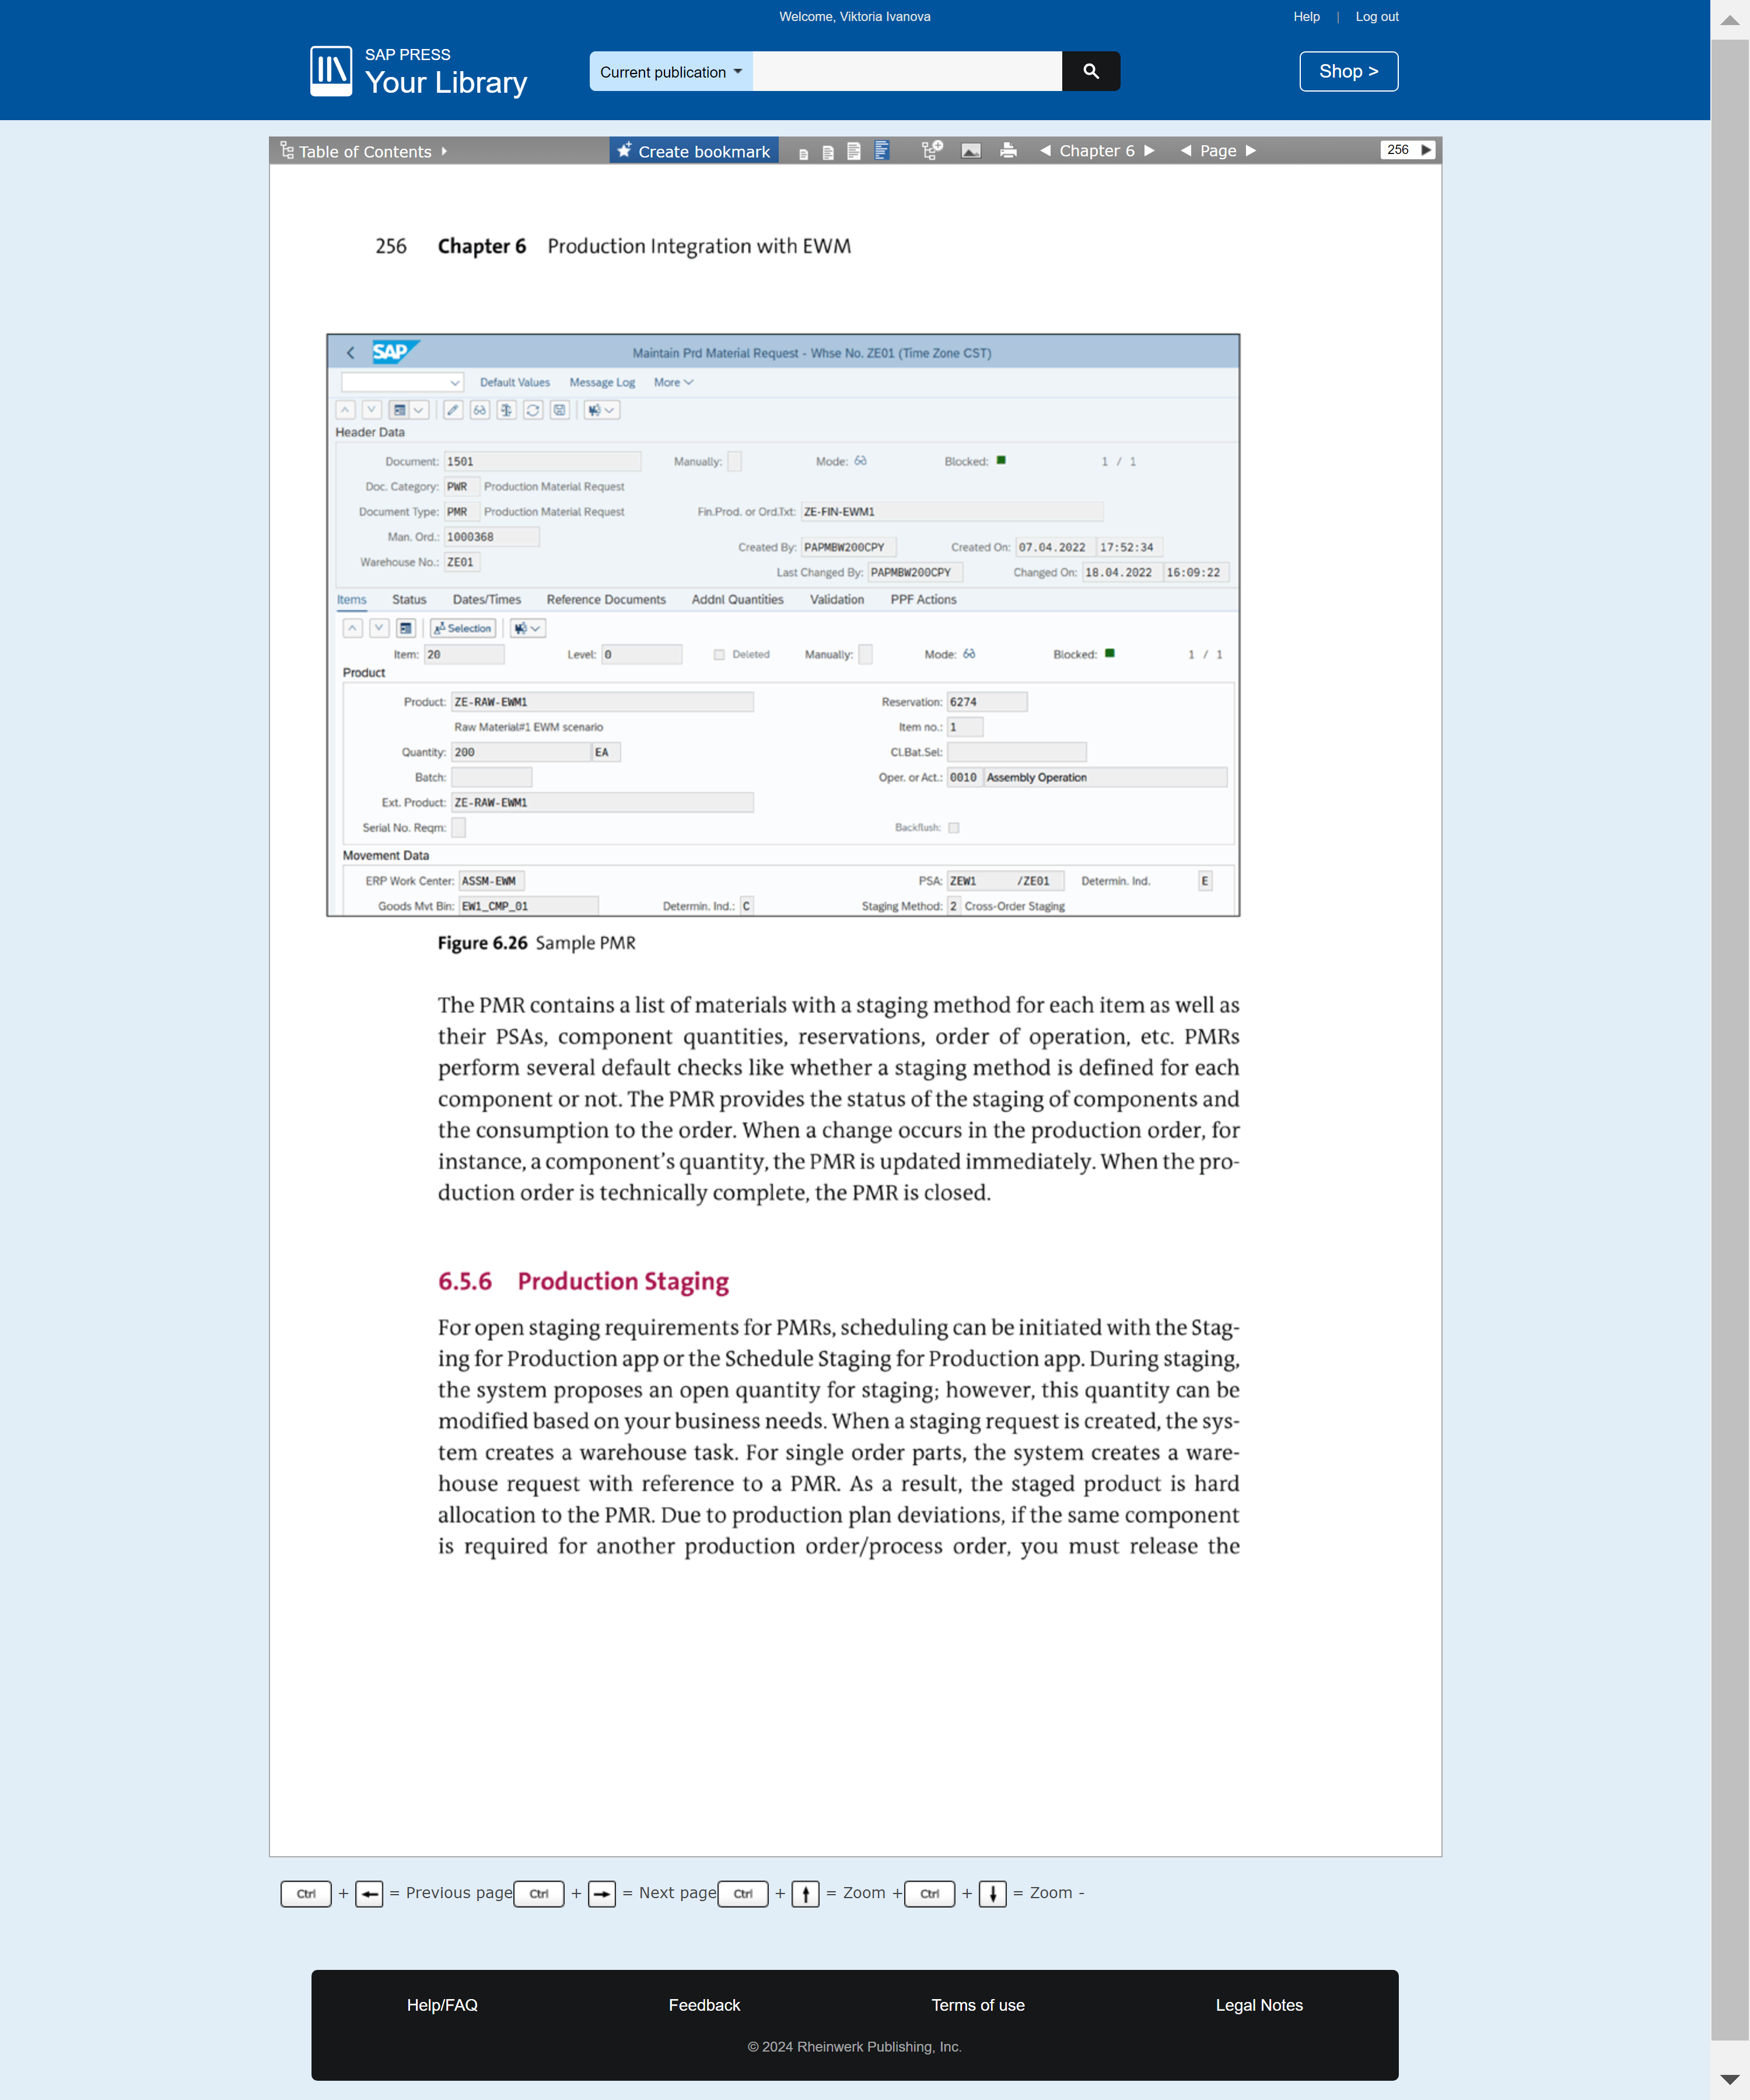 Welcome, Viktoria Ivanova
Help | Log out
SAP PRESS
Your Library
Current publication
Shop >
Table of Contents
Create bookmark
Chapter 6
Page
256
256 Chapter 6 Production Integration with EWM
SAP
Maintain Prd Material Request - Whse No. ZE01 (Time Zone CST)
Default Values Message Log More
Header Data
Document: 1501 Manually: Mode: Blocked: 1 / 1
Doc. Category: PWR Production Material Request
Document Type: PMR Production Material Request Fin.Prod. or Ord.Txt: ZE-FIN-EWM1
Man. Ord.: 1000368
Created By: PAPMBW200CPY Created On: 07.04.2022 17:52:34
Warehouse No.: ZE01
Last Changed By: PAPMBW200CPY Changed On: 18.04.2022 16:09:22
Items Status Dates/Times Reference Documents Addnl Quantities Validation PPF Actions
Selection
Item: 20 Level: 0 Deleted Manually: Mode: Blocked: 1 / 1
Product
Product: ZE-RAW-EWM1 Reservation: 6274
Raw Material#1 EWM scenario Item no.: 1
Quantity: 200 EA Cl.Bat.Sel:
Batch: Oper. or Act.: 0010 Assembly Operation
Ext. Product: ZE-RAW-EWM1
Serial No. Reqm: Backflush:
Movement Data
ERP Work Center: ASSM-EWM PSA: ZEW1 /ZE01 Determin. Ind. E
Goods Mvt Bin: EW1_CMP_01 Determin. Ind.: C Staging Method: 2 Cross-Order Staging
Figure 6.26 Sample PMR
The PMR contains a list of materials with a staging method for each item as well as
their PSAs, component quantities, reservations, order of operation, etc. PMRs
perform several default checks like whether a staging method is defined for each
component or not. The PMR provides the status of the staging of components and
the consumption to the order. When a change occurs in the production order, for
instance, a component's quantity, the PMR is updated immediately. When the pro-
duction order is technically complete, the PMR is closed.
6.5.6 Production Staging
For open staging requirements for PMRs, scheduling can be initiated with the Stag-
ing for Production app or the Schedule Staging for Production app. During staging,
the system proposes an open quantity for staging; however, this quantity can be
modified based on your business needs. When a staging request is created, the sys-
tem creates a warehouse task. For single order parts, the system creates a ware-
house request with reference to a PMR. As a result, the staged product is hard
allocation to the PMR. Due to production plan deviations, if the same component
is required for another production order/process order, you must release the
Ctrl + ← = Previous page Ctrl + → = Next page Ctrl + ↑ = Zoom + Ctrl + ↓ = Zoom -
Help/FAQ Feedback Terms of use Legal Notes
© 2024 Rheinwerk Publishing, Inc.